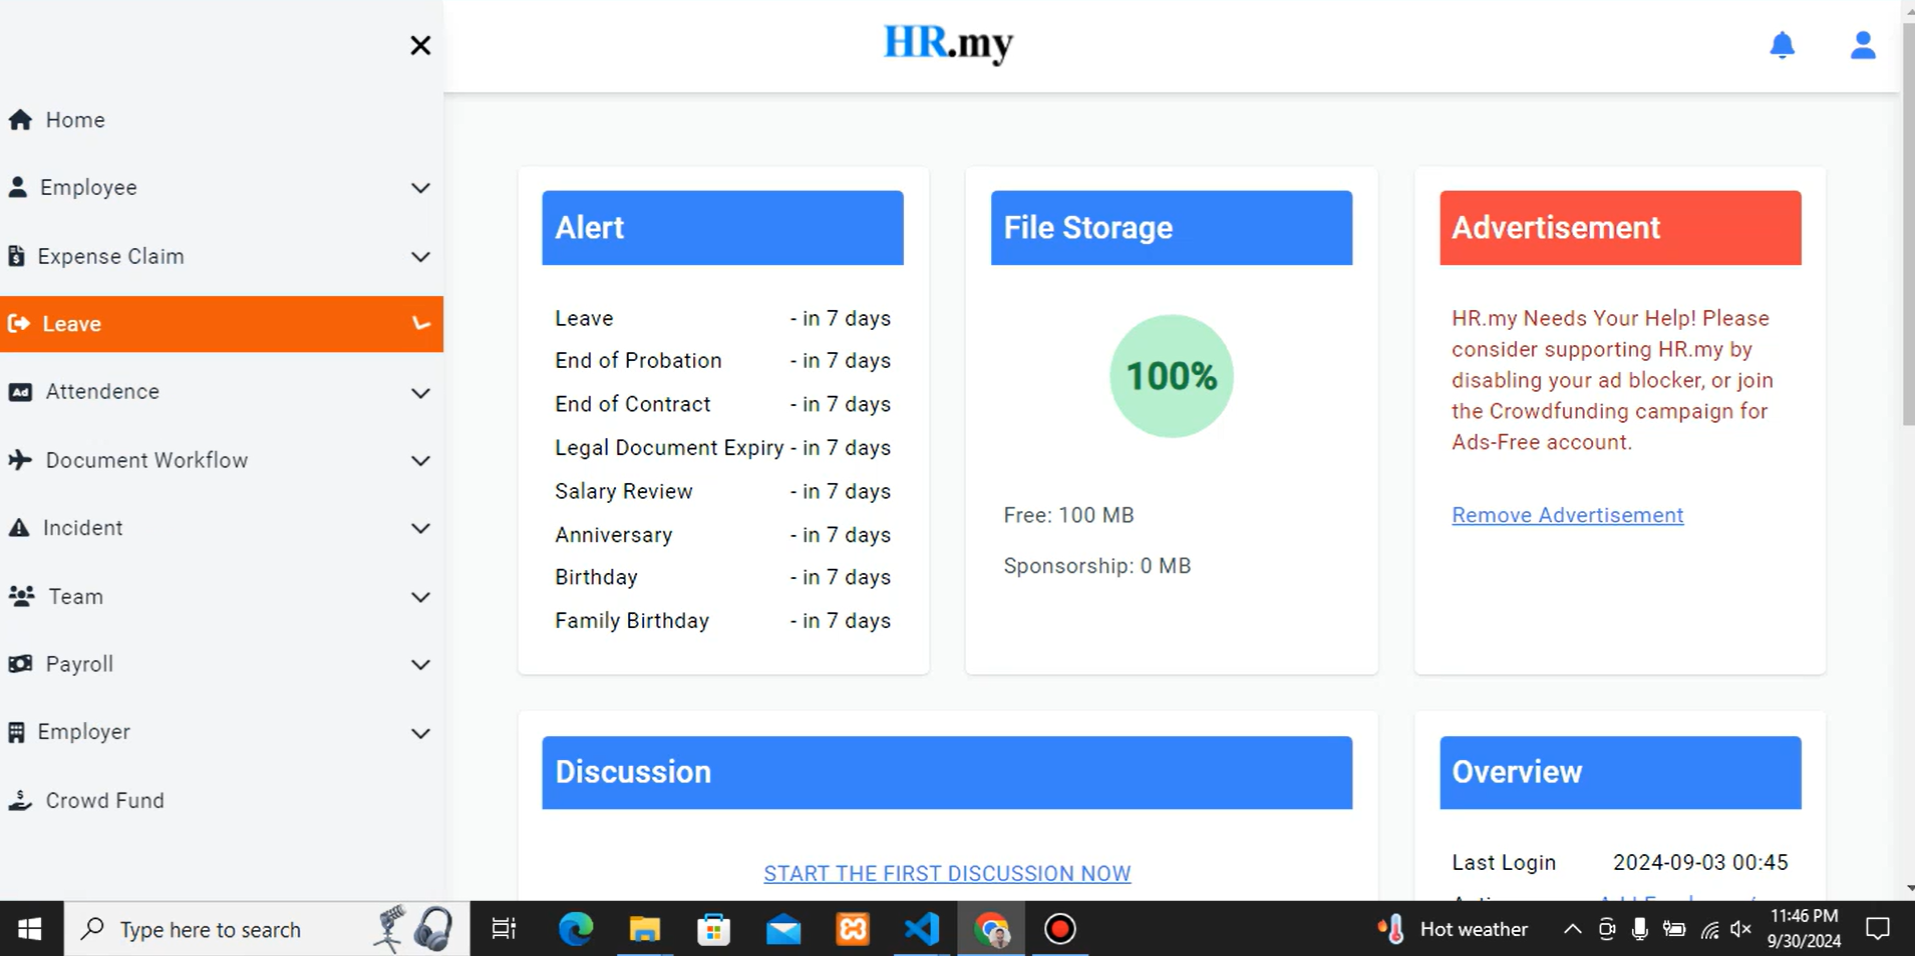 HR.my
Home
Employee
Expense Claim
Leave
Attendence
Document Workflow
Incident
Team
Payroll
Employer
Crowd Fund
Alert
Leave - in 7 days
End of Probation - in 7 days
End of Contract - in 7 days
Legal Document Expiry - in 7 days
Salary Review - in 7 days
Anniversary - in 7 days
Birthday - in 7 days
Family Birthday - in 7 days
File Storage
100%
Free: 100 MB
Sponsorship: 0 MB
Advertisement
HR.my Needs Your Help! Please
consider supporting HR.my by
disabling your ad blocker, or join
the Crowdfunding campaign for
Ads-Free account.
Remove Advertisement
Discussion
START THE FIRST DISCUSSION NOW
Overview
Last Login 2024-09-03 00:45
Type here to search
Hot weather
11:46 PM
9/30/2024